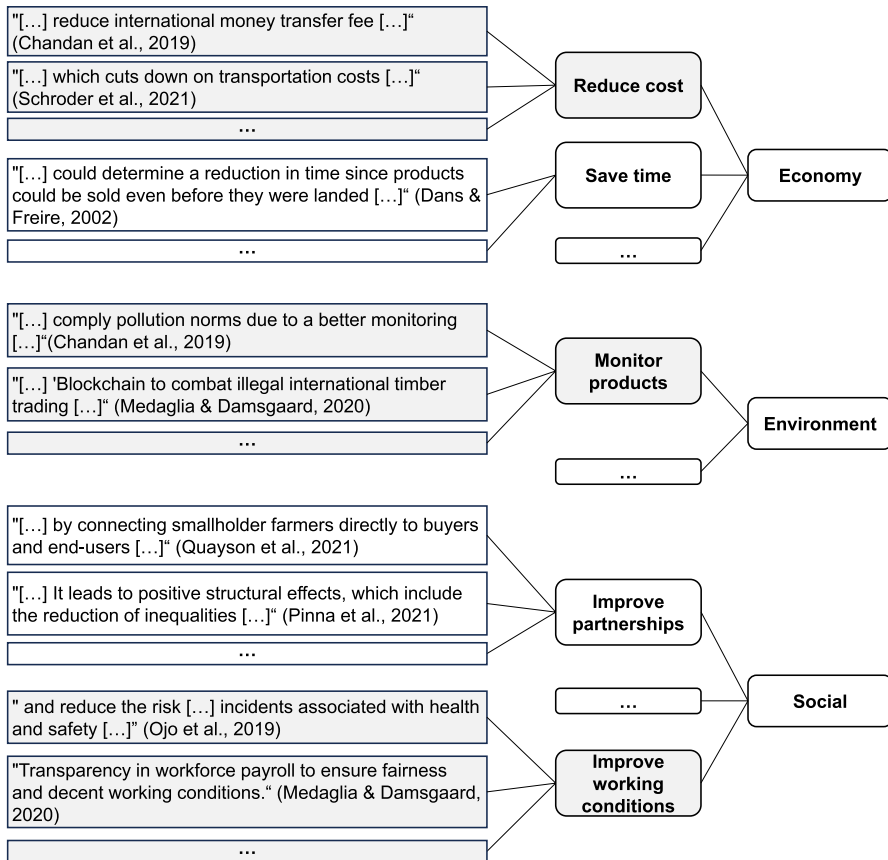 "[…] reduce international money transfer fee […]“
(Chandan et al., 2019)
"[…] which cuts down on transportation costs […]“
(Schroder et al., 2021)
...
Reduce cost
"[…] could determine a reduction in time since products
could be sold even before they were landed […]“ (Dans &
Freire, 2002)
...
Save time
...
Economy
"[…] comply pollution norms due to a better monitoring
[…]“(Chandan et al., 2019)
"[…] 'Blockchain to combat illegal international timber
trading […]“ (Medaglia & Damsgaard, 2020)
...
Monitor
products
...
Environment
"[…] by connecting smallholder farmers directly to buyers
and end-users […]“ (Quayson et al., 2021)
"[…] It leads to positive structural effects, which include
the reduction of inequalities […]“ (Pinna et al., 2021)
...
Improve
partnerships
...
Social
" and reduce the risk […] incidents associated with health
and safety […]” (Ojo et al., 2019)
"Transparency in workforce payroll to ensure fairness
and decent working conditions.“ (Medaglia & Damsgaard,
2020)
...
Improve
working
conditions